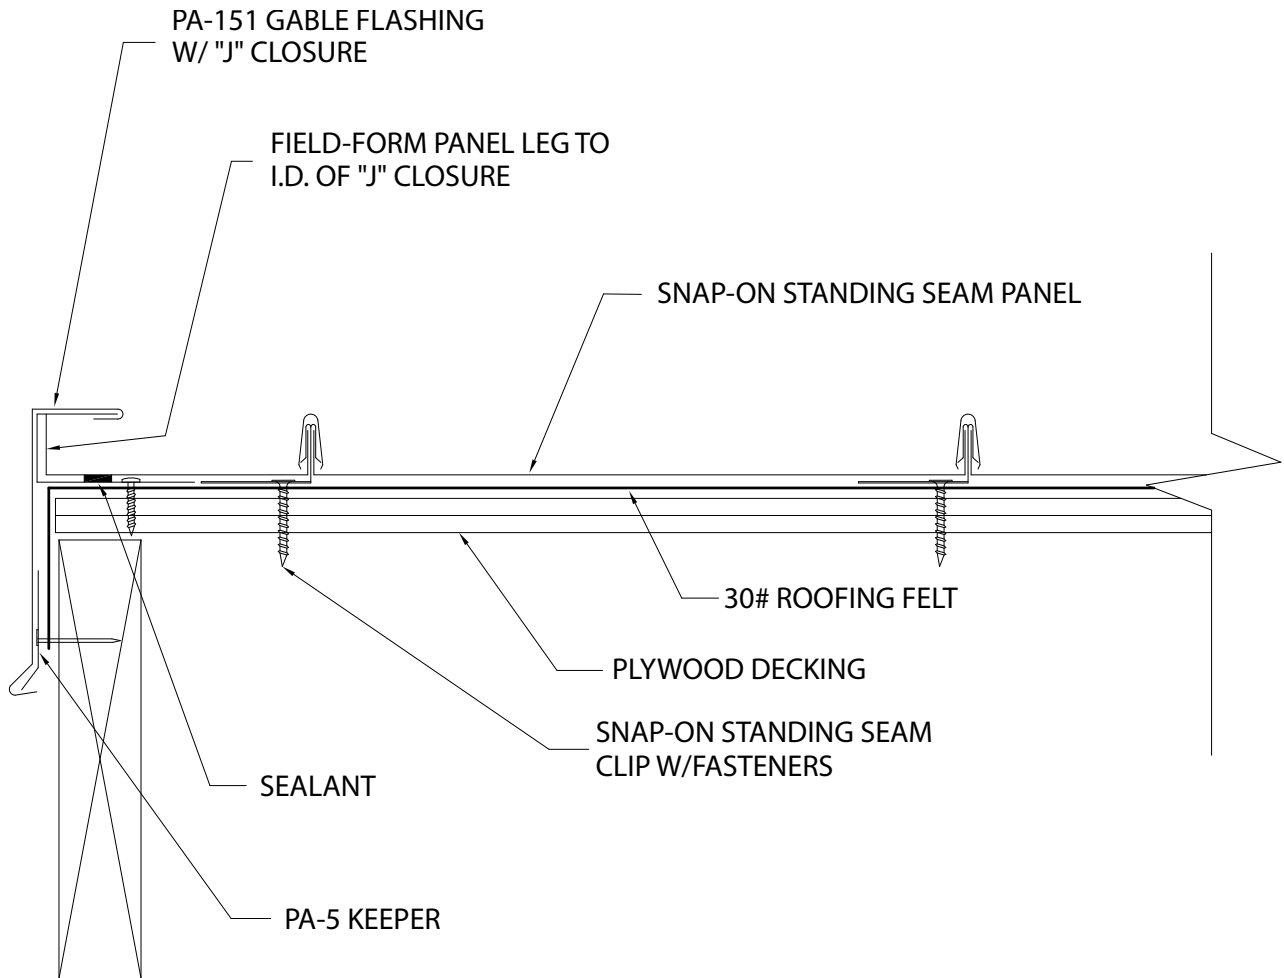 PA-151 GABLE FLASHING
W/ "J" CLOSURE
FIELD-FORM PANEL LEG TO
I.D. OF "J" CLOSURE
SNAP-ON STANDING SEAM PANEL
30# ROOFING FELT
PLYWOOD DECKING
SNAP-ON STANDING SEAM
CLIP W/FASTENERS
SEALANT
PA-5 KEEPER